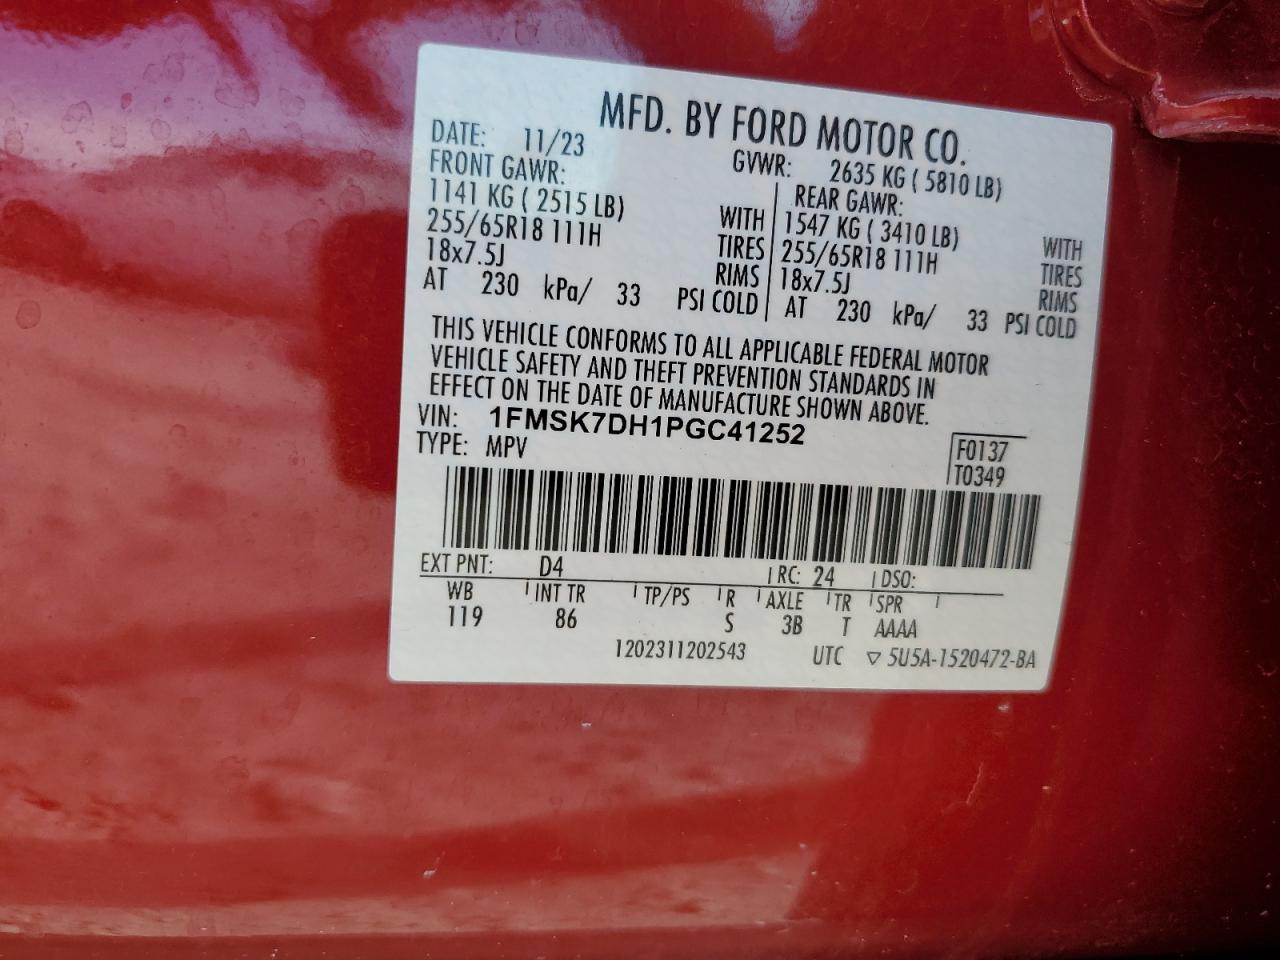 MFD. BY FORD MOTOR CO.
DATE: 11/23 GVWR: 2635 KG ( 5810 LB)
FRONT GAWR: REAR GAWR:
1141 KG ( 2515 LB) WITH 1547 KG ( 3410 LB) WITH
255/65R18 111H TIRES 255/65R18 111H TIRES
18x7.5J RIMS 18x7.5J RIMS
AT 230 kPa/ 33 PSI COLD AT 230 kPa/ 33 PSI COLD
THIS VEHICLE CONFORMS TO ALL APPLICABLE FEDERAL MOTOR
VEHICLE SAFETY AND THEFT PREVENTION STANDARDS IN
EFFECT ON THE DATE OF MANUFACTURE SHOWN ABOVE.
VIN: 1FMSK7DH1PGC41252
TYPE: MPV
F0137
T0349
EXT PNT: D4 RC: 24 DSO:
WB INT TR TP/PS R AXLE TR SPR
119 86 S 3B T AAAA
1202311202543 UTC ▽ 5U5A-1520472-BA